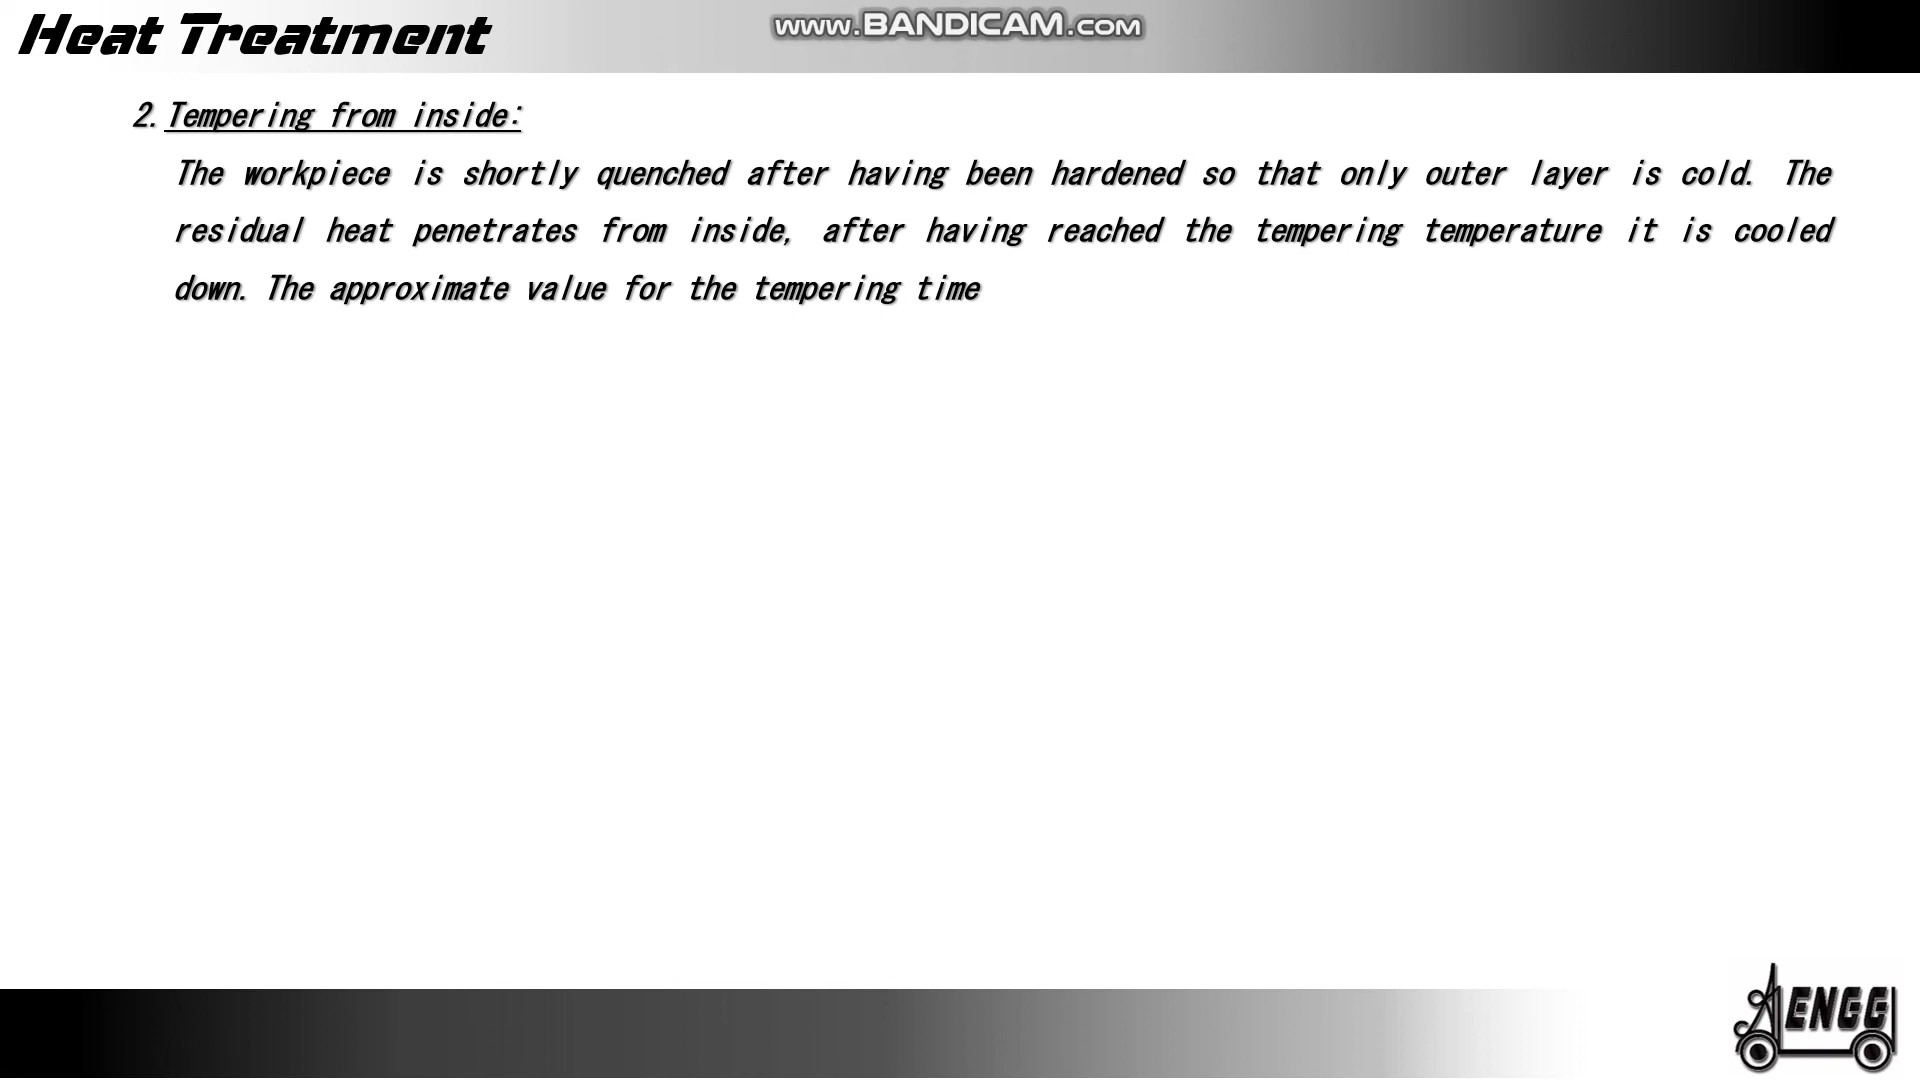 Heat Treatment
www.BANDICAM.com
2. Tempering from inside:
The workpiece is shortly quenched after having been hardened so that only outer layer is cold. The
residual heat penetrates from inside, after having reached the tempering temperature it is cooled
down. The approximate value for the tempering time
ENGG